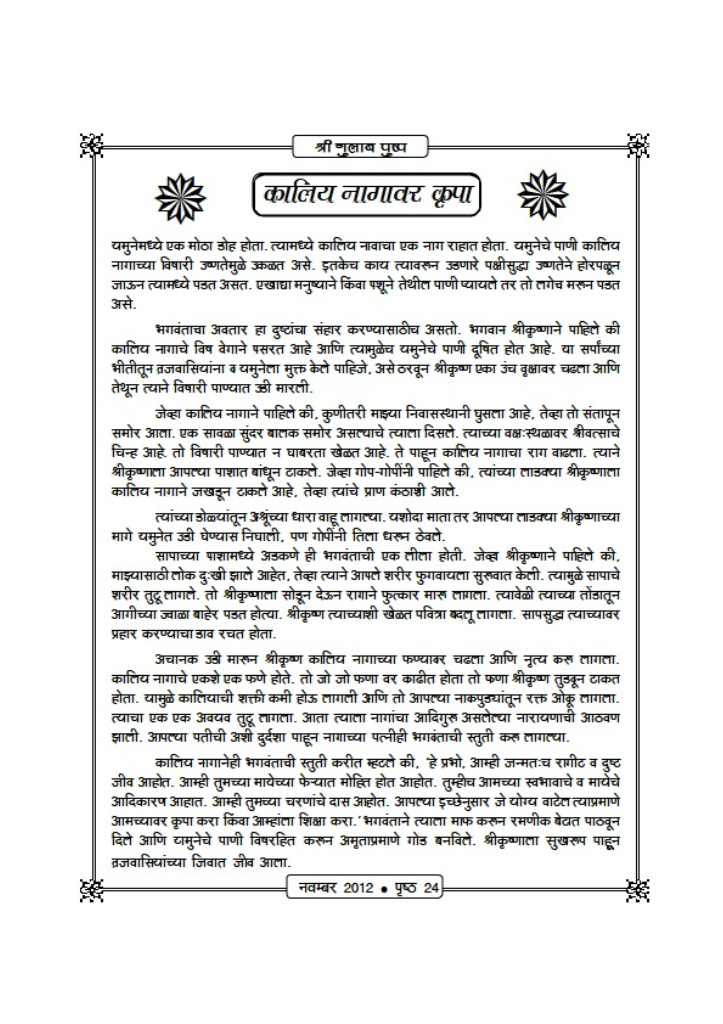 श्री गुलाब पुष्प
कालिय नागावर कृपा
यमुनेमध्ये एक मोठा डोह होता. त्यामध्ये कालिय नावाचा एक नाग राहात होता. यमुनेचे पाणी कालिय
नागाच्या विषारी उष्णतेमुळे उकळत असे. इतकेच काय त्यावरून उडणारे पक्षीसुद्धा उष्णतेने होरपळून
जाऊन त्यामध्ये पडत असत. एखाद्या मनुष्याने किंवा पशूने तेथील पाणी प्यायले तर तो लगेच मरून पडत
असे.
भगवंताचा अवतार हा दुष्टांचा संहार करण्यासाठीच असतो. भगवान श्रीकृष्णाने पाहिले की
कालिय नागाचे विष वेगाने पसरत आहे आणि त्यामुळेच यमुनेचे पाणी दूषित होत आहे. या सर्पांच्या
भीतीतून व्रजवासियांना व यमुनेला मुक्त केले पाहिजे, असे ठरवून श्रीकृष्ण एका उंच वृक्षावर चढला आणि
तेथून त्याने विषारी पाण्यात उडी मारली.
जेव्हा कालिय नागाने पाहिले की, कुणीतरी माझ्या निवासस्थानी घुसला आहे, तेव्हा तो संतापून
समोर आला. एक सावळा सुंदर बालक समोर असल्याचे त्याला दिसले. त्याच्या वक्षःस्थळावर श्रीवत्साचे
चिन्ह आहे. तो विषारी पाण्यात न घाबरता खेळत आहे. ते पाहून कालिय नागाचा राग वाढला. त्याने
श्रीकृष्णाला आपल्या पाशात बांधून टाकले. जेव्हा गोप-गोपींनी पाहिले की, त्यांच्या लाडक्या श्रीकृष्णाला
कालिय नागाने जखडून टाकले आहे, तेव्हा त्यांचे प्राण कंठाशी आले.
त्यांच्या डोळ्यांतून अश्रूंच्या धारा वाहू लागल्या. यशोदा माता तर आपल्या लाडक्या श्रीकृष्णाच्या
मागे यमुनेत उडी घेण्यास निघाली, पण गोपींनी तिला धरून ठेवले.
सापाच्या पाशामध्ये अडकणे ही भगवंताची एक लीला होती. जेव्हा श्रीकृष्णाने पाहिले की,
माझ्यासाठी लोक दुःखी झाले आहेत, तेव्हा त्याने आपले शरीर फुगवायला सुरुवात केली. त्यामुळे सापाचे
शरीर तुटू लागले. तो श्रीकृष्णाला सोडून देऊन रागाने फुत्कार मारू लागला. त्यावेळी त्याच्या तोंडातून
आगीच्या ज्वाळा बाहेर पडत होत्या. श्रीकृष्ण त्याच्याशी खेळत पवित्रा बदलू लागला. सापसुद्धा त्याच्यावर
प्रहार करण्याचा डाव रचत होता.
अचानक उडी मारून श्रीकृष्ण कालिय नागाच्या फण्यावर चढला आणि नृत्य करू लागला.
कालिय नागाचे एकशे एक फणे होते. तो जो जो फणा वर काढीत होता तो फणा श्रीकृष्ण तुडवून टाकत
होता. यामुळे कालियाची शक्ती कमी होऊ लागली आणि तो आपल्या नाकपुड्यांतून रक्त ओकू लागला.
त्याचा एक एक अवयव तुटू लागला. आता त्याला नागांचा आदिगुरू असलेल्या नारायणाची आठवण
झाली. आपल्या पतीची अशी दुर्दशा पाहून नागाच्या पत्नीही भगवंताची स्तुती करू लागल्या.
कालिय नागानेही भगवंताची स्तुती करीत म्हटले की, 'हे प्रभो, आम्ही जन्मतःच रागीट व दुष्ट
जीव आहोत. आम्ही तुमच्या मायेच्या फेऱ्यात मोहित होत आहोत. तुम्हीच आमच्या स्वभावाचे व मायेचे
आदिकारण आहात. आम्ही तुमच्या चरणांचे दास आहोत. आपल्या इच्छेनुसार जे योग्य वाटेल त्याप्रमाणे
आमच्यावर कृपा करा किंवा आम्हांला शिक्षा करा.' भगवंताने त्याला माफ करून रमणीक बेटात पाठवून
दिले आणि यमुनेचे पाणी विषरहित करून अमृताप्रमाणे गोड बनविले. श्रीकृष्णाला सुखरूप पाहून
व्रजवासियांच्या जिवात जीव आला.
नवम्बर 2012 ● पृष्ठ 24